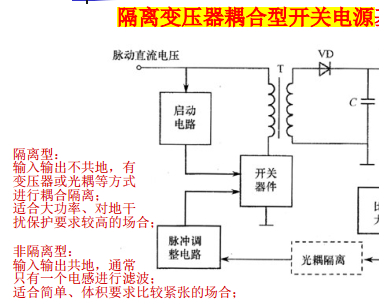 隔离变压器耦合型开关电源
脉动直流电压
T
VD
启动
电路
C
隔离型：
输入输出不共地，有
变压器或光耦等方式
进行耦合隔离；
适合大功率、对地干
扰保护要求较高的场合；
开关
器件
脉冲调
整电路
光耦隔离
非隔离型：
输入输出共地，通常
只有一个电感进行滤波；
适合简单、体积要求比较紧张的场合；